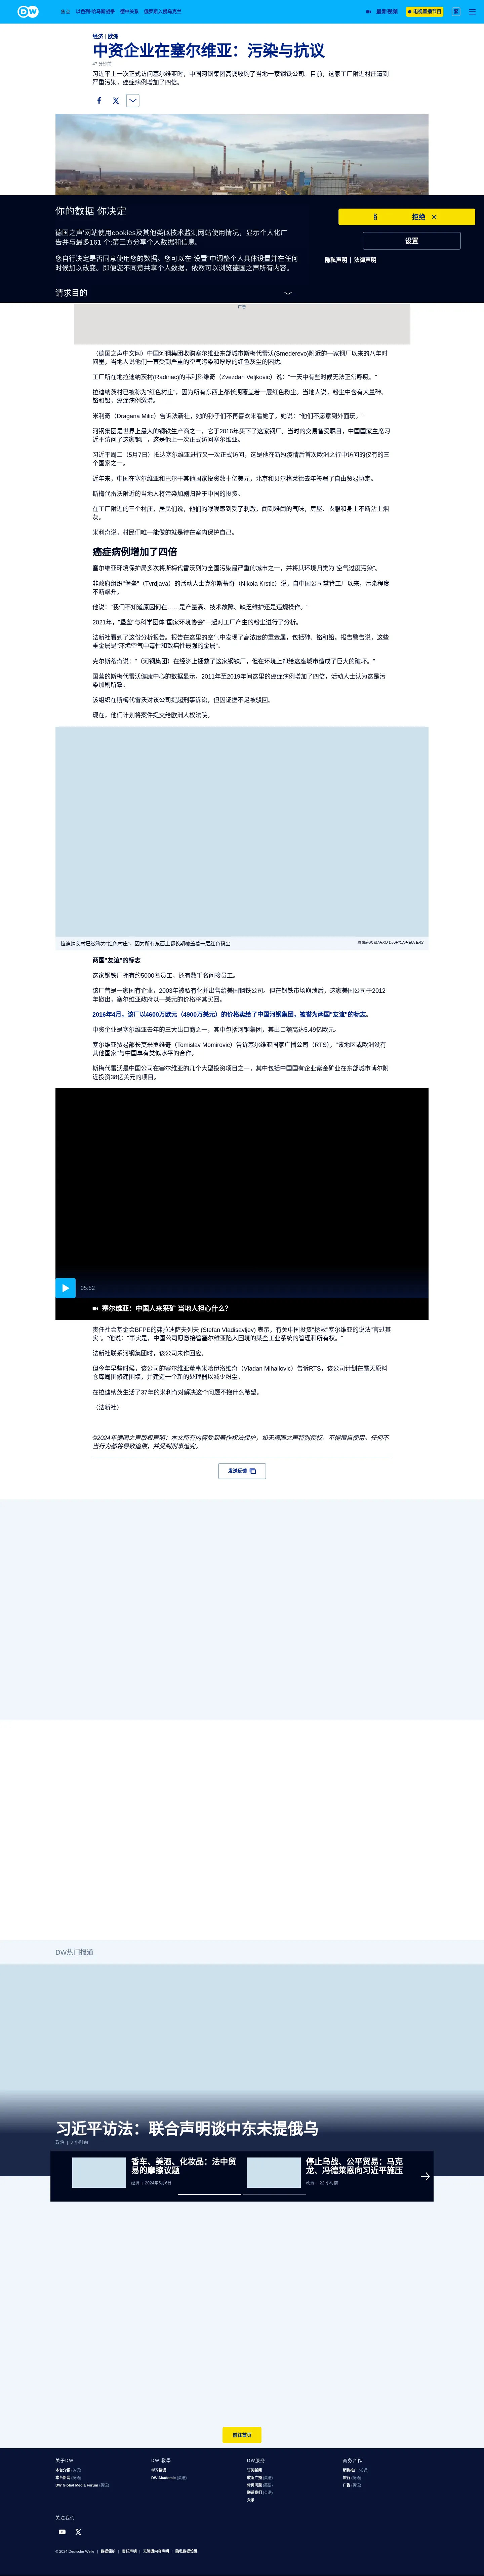 DW
焦点
以色列-哈马斯战争
德中关系
俄罗斯入侵乌克兰
最新视频
电视直播节目
繁
经济 | 欧洲
中资企业在塞尔维亚：污染与抗议
47 分钟前
习近平上一次正式访问塞尔维亚时，中国河钢集团高调收购了当地一家钢铁公司。目前，这家工厂附近村庄遭到
严重污染，癌症病例增加了四倍。
你的数据 你决定
德国之声'网站使用cookies及其他类似技术监测网站使用情况，显示个人化广
告并与最多161 个;第三方分享个人数据和信息。
您自行决定是否同意使用您的数据。您可以在"设置"中调整个人具体设置并在任何
时候加以改变。即便您不同意共享个人数据，依然可以浏览德国之声所有内容。
请求目的
拒绝
设置
隐私声明 | 法律声明
广告
（德国之声中文网）中国河钢集团收购塞尔维亚东部城市斯梅代雷沃(Smederevo)附近的一家钢厂以来的八年时
间里，当地人说他们一直受到严重的空气污染和厚厚的红色灰尘的困扰。
工厂所在地拉迪纳茨村(Radinac)的韦利科维奇（Zvezdan Veljkovic）说："一天中有些时候无法正常呼吸。"
拉迪纳茨村已被称为"红色村庄"，因为所有东西上都长期覆盖着一层红色粉尘。当地人说，粉尘中含有大量砷、
铬和铅，癌症病例激增。
米利奇（Dragana Milic）告诉法新社，她的孙子们不再喜欢来看她了，她说："他们不愿意到外面玩。"
河钢集团是世界上最大的钢铁生产商之一，它于2016年买下了这家钢厂。当时的交易备受瞩目，中国国家主席习
近平访问了这家钢厂，这是他上一次正式访问塞尔维亚。
习近平周二（5月7日）抵达塞尔维亚进行又一次正式访问，这是他在新冠疫情后首次欧洲之行中访问的仅有的三
个国家之一。
近年来，中国在塞尔维亚和巴尔干其他国家投资数十亿美元，北京和贝尔格莱德去年签署了自由贸易协定。
斯梅代雷沃附近的当地人将污染加剧归咎于中国的投资。
在工厂附近的三个村庄，居民们说，他们的喉咙感到受了刺激，闻到难闻的气味，房屋、衣服和身上不断沾上烟
灰。
米利奇说，村民们唯一能做的就是待在室内保护自己。
癌症病例增加了四倍
塞尔维亚环境保护局多次将斯梅代雷沃列为全国污染最严重的城市之一，并将其环境归类为"空气过度污染"。
非政府组织"堡垒"（Tvrdjava）的活动人士克尔斯蒂奇（Nikola Krstic）说，自中国公司掌管工厂以来，污染程度
不断飙升。
他说："我们不知道原因何在……是产量高、技术故障、缺乏维护还是违规操作。"
2021年，"堡垒"与科学团体"国家环境协会"一起对工厂产生的粉尘进行了分析。
法新社看到了这份分析报告。报告在这里的空气中发现了高浓度的重金属，包括砷、铬和铅。报告警告说，这些
重金属是"环境空气中毒性和致癌性最强的金属"。
克尔斯蒂奇说："（河钢集团）在经济上拯救了这家钢铁厂，但在环境上却给这座城市造成了巨大的破坏。"
国营的斯梅代雷沃健康中心的数据显示，2011年至2019年间这里的癌症病例增加了四倍，活动人士认为这是污
染加剧所致。
该组织在斯梅代雷沃对该公司提起刑事诉讼，但因证据不足被驳回。
现在，他们计划将案件提交给欧洲人权法院。
拉迪纳茨村已被称为"红色村庄"，因为所有东西上都长期覆盖着一层红色粉尘
图像来源: MARKO DJURICA/REUTERS
两国"友谊"的标志
这家钢铁厂拥有约5000名员工，还有数千名间接员工。
该厂曾是一家国有企业，2003年被私有化并出售给美国钢铁公司。但在钢铁市场崩溃后，这家美国公司于2012
年撤出，塞尔维亚政府以一美元的价格将其买回。
2016年4月，该厂以4600万欧元（4900万美元）的价格卖给了中国河钢集团，被誉为两国"友谊"的标志。
中资企业是塞尔维亚去年的三大出口商之一，其中包括河钢集团，其出口额高达5.49亿欧元。
塞尔维亚贸易部长莫米罗维奇（Tomislav Momirovic）告诉塞尔维亚国家广播公司（RTS），"该地区或欧洲没有
其他国家"与中国享有类似水平的合作。
斯梅代雷沃是中国公司在塞尔维亚的几个大型投资项目之一，其中包括中国国有企业紫金矿业在东部城市博尔附
近投资38亿美元的项目。
05:52
塞尔维亚：中国人来采矿 当地人担心什么？
责任社会基金会BFPE的弗拉迪萨夫列夫 (Stefan Vladisavljev) 表示，有关中国投资"拯救"塞尔维亚的说法"言过其
实"。"他说："事实是，中国公司愿意接管塞尔维亚陷入困境的某些工业系统的管理和所有权。"
法新社联系河钢集团时，该公司未作回应。
但今年早些时候，该公司的塞尔维亚董事米哈伊洛维奇（Vladan Mihailovic）告诉RTS，该公司计划在露天原料
仓库周围修建围墙，并建造一个新的处理器以减少粉尘。
在拉迪纳茨生活了37年的米利奇对解决这个问题不抱什么希望。
（法新社）
©2024年德国之声版权声明：本文所有内容受到著作权法保护，如无德国之声特别授权，不得擅自使用。任何不
当行为都将导致追偿，并受到刑事追究。
发送反馈
DW热门报道
习近平访法：联合声明谈中东未提俄乌
政治 | 3 小时前
香车、美酒、化妆品：法中贸
易的摩擦议题
经济 | 2024年5月6日
停止乌战、公平贸易：马克
龙、冯德莱恩向习近平施压
政治 | 22 小时前
前往首页
关于DW
本台介绍 (英语)
本台新闻 (英语)
DW Global Media Forum (英语)
DW 教学
学习德语
DW Akademie (英语)
DW服务
订阅新闻
收听广播 (英语)
常见问题 (英语)
联系我们 (英语)
头条
商务合作
销售推广 (英语)
旅行 (英语)
广告 (英语)
关注我们
© 2024 Deutsche Welle | 数据保护 | 责任声明 | 无障碍内容声明 | 隐私数据设置